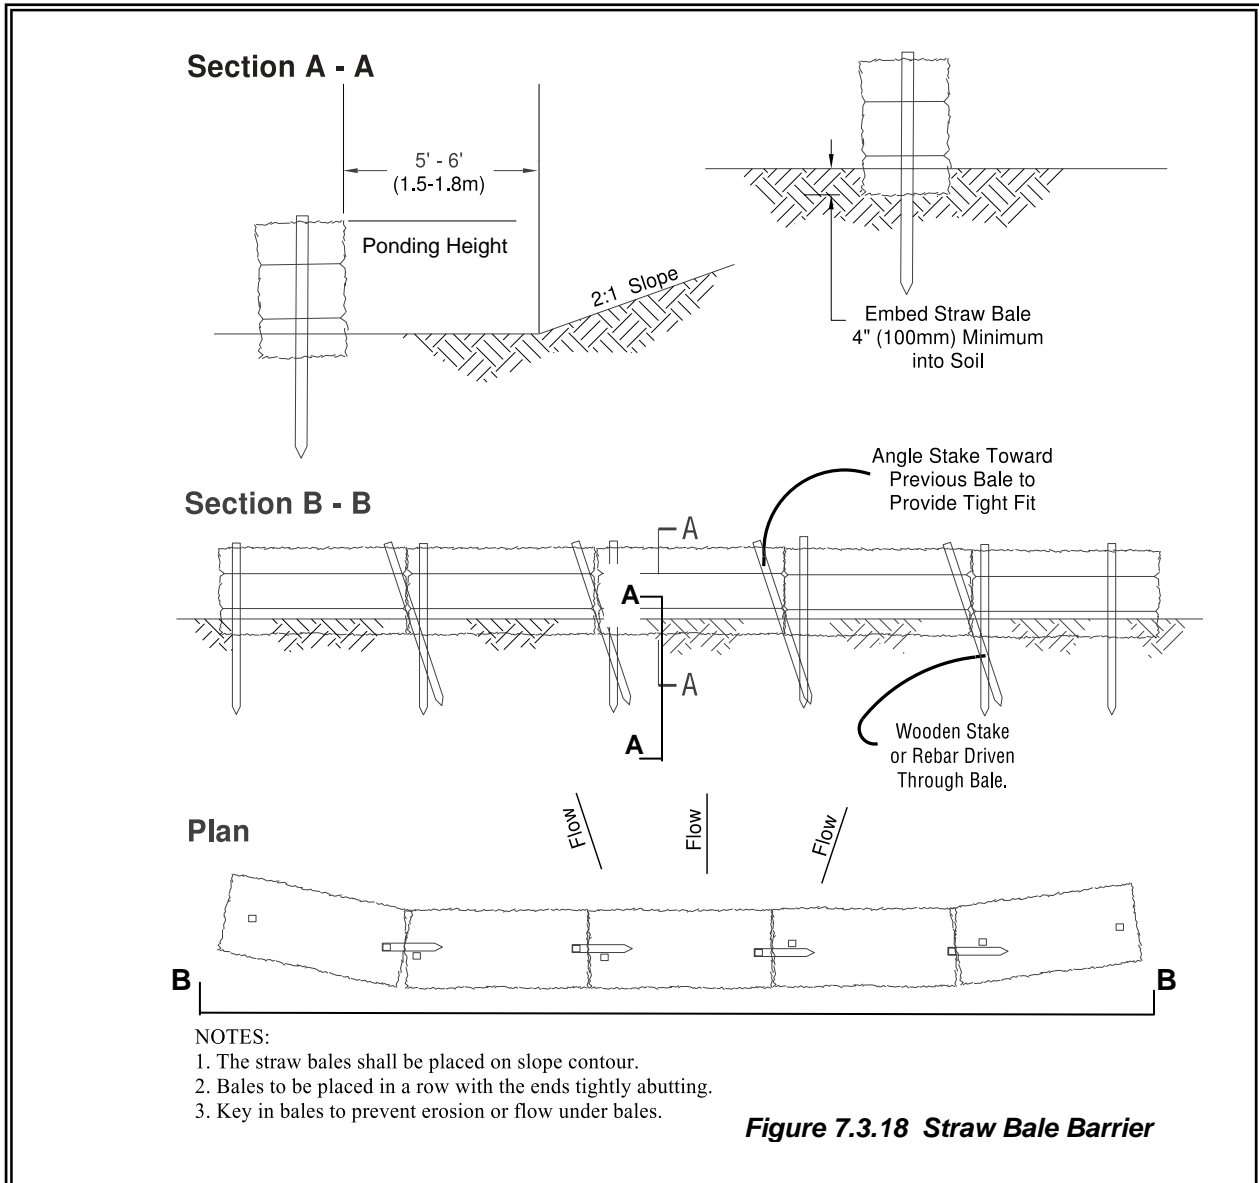 Section A - A
5' - 6'
(1.5-1.8m)
Ponding Height
2:1 Slope
Embed Straw Bale
4" (100mm) Minimum
into Soil
Section B - B
Angle Stake Toward
Previous Bale to
Provide Tight Fit
A
A
A
A
Wooden Stake
or Rebar Driven
Through Bale.
Plan
Flow
Flow
Flow
B
B
NOTES:
1. The straw bales shall be placed on slope contour.
2. Bales to be placed in a row with the ends tightly abutting.
3. Key in bales to prevent erosion or flow under bales.
Figure 7.3.18 Straw Bale Barrier